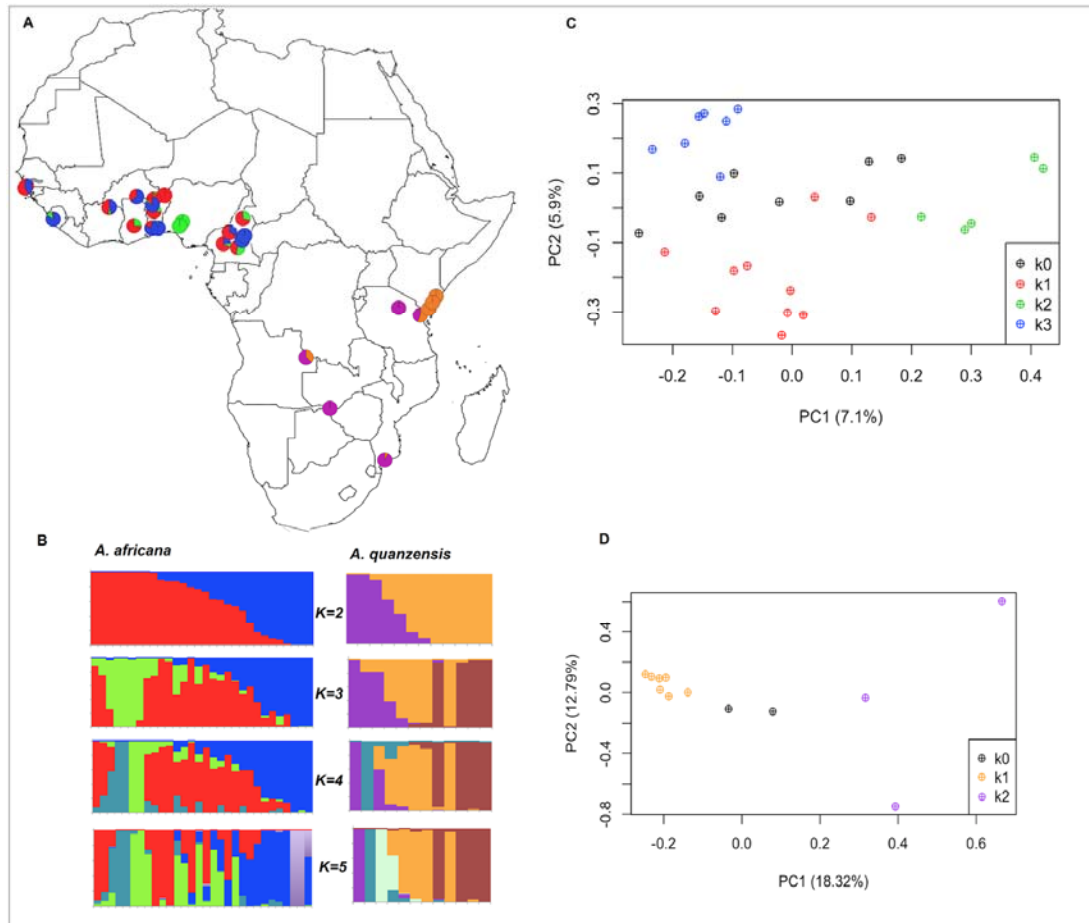 A
B
A. africana
A. quanzensis
K=2
K=3
K=4
K=5
C
0.3
0.1
-0.1
-0.3
PC2 (5.9%)
k0
k1
k2
k3
-0.2
-0.1
0.0
0.1
0.2
0.3
0.4
PC1 (7.1%)
D
0.4
0.0
-0.4
-0.8
PC2 (12.79%)
k0
k1
k2
-0.2
0.0
0.2
0.4
0.6
PC1 (18.32%)